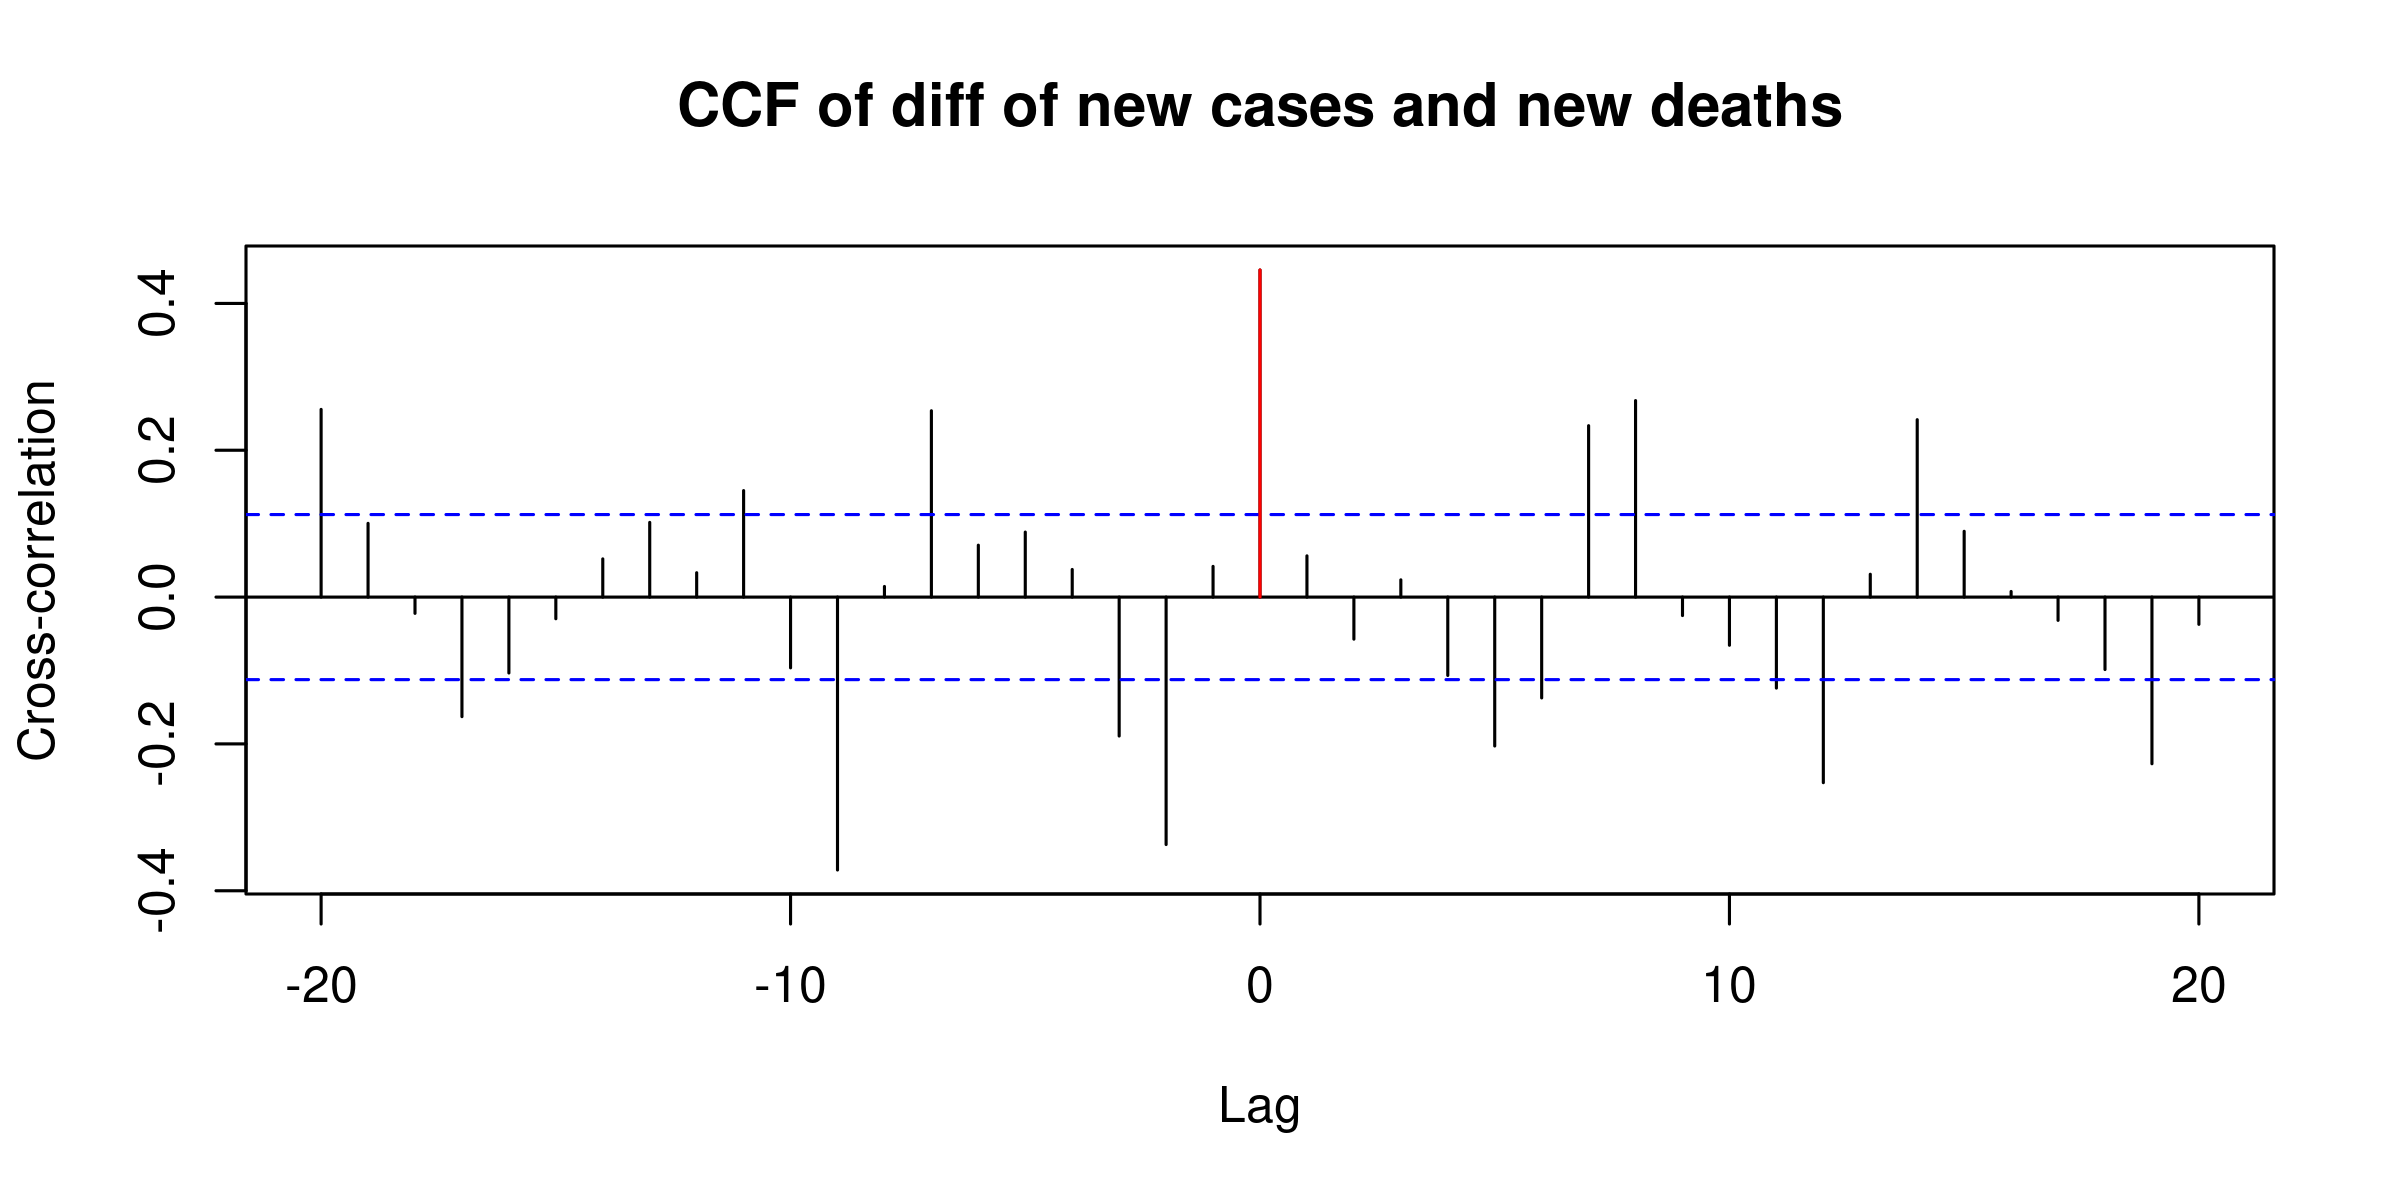 CCF of diff of new cases and new deaths
Cross-correlation
0.4
0.2
0.0
-0.2
-0.4
-20 -10 0 10 20
Lag